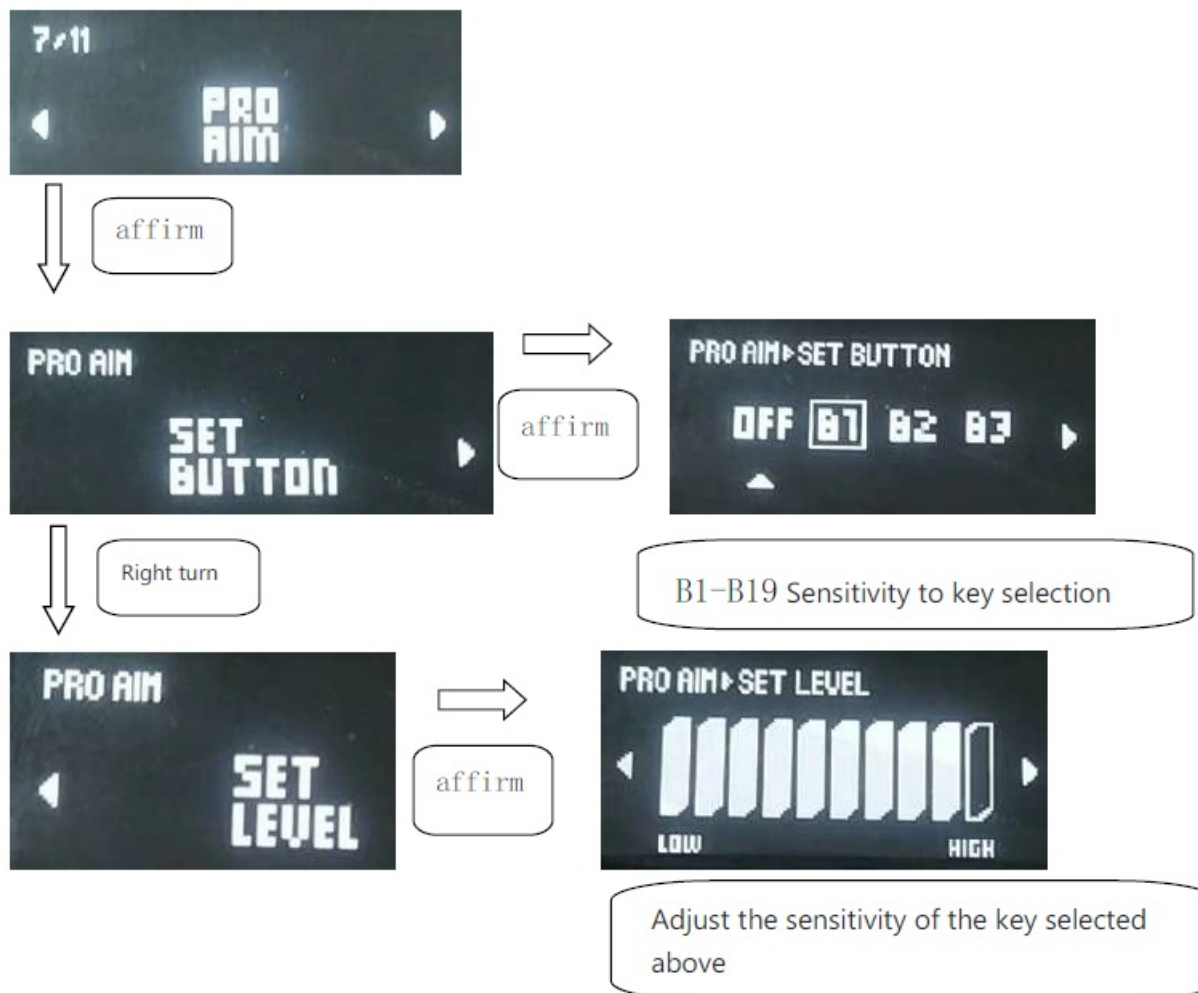 7/11
PRO
AIM
affirm
PRO AIM
SET
BUTTON
affirm
PRO AIM▸SET BUTTON
OFF B1 B2 B3
Right turn
B1-B19 Sensitivity to key selection
PRO AIM
SET
LEVEL
affirm
PRO AIM▸SET LEVEL
LOW HIGH
Adjust the sensitivity of the key selected
above